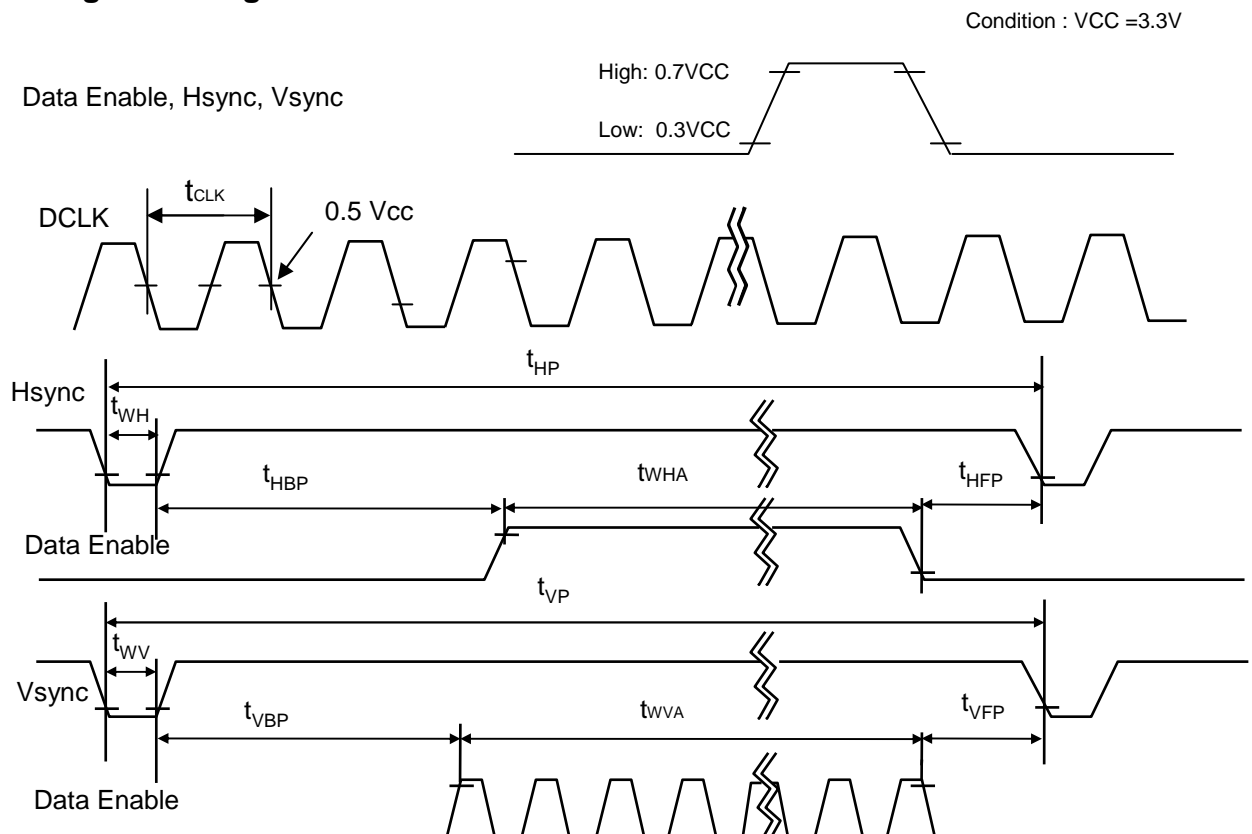 Condition : VCC =3.3V
High: 0.7VCC
Data Enable, Hsync, Vsync
Low: 0.3VCC
tCLK
DCLK
0.5 Vcc
tHP
Hsync
tWH
tHBP
tWHA
tHFP
Data Enable
tVP
tWV
Vsync
tVBP
tWVA
tVFP
Data Enable